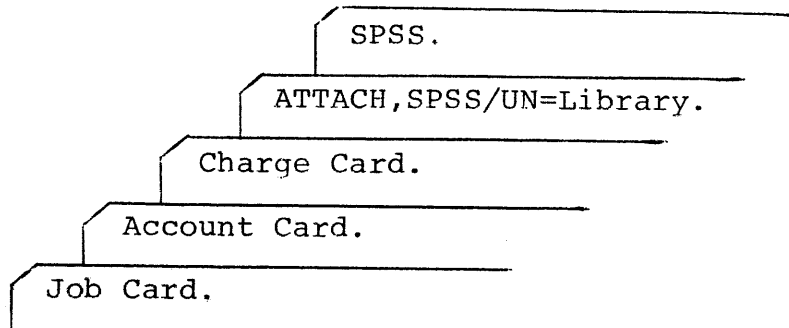 SPSS.
ATTACH,SPSS/UN=Library.
Charge Card.
Account Card.
Job Card.